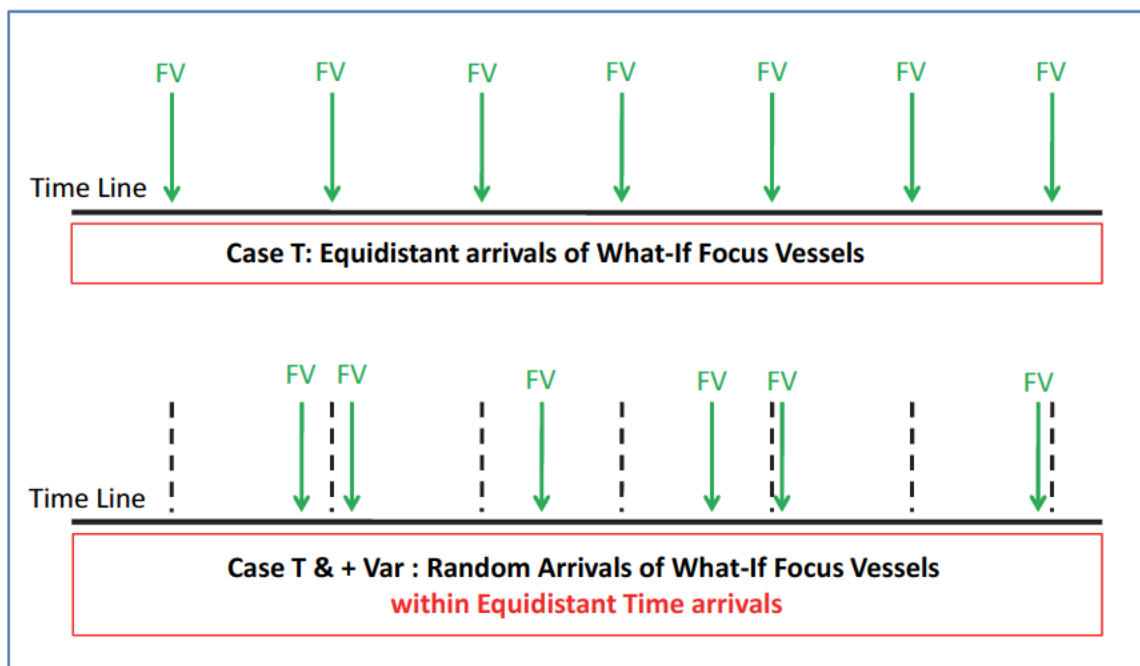 FV FV FV FV FV FV FV
Time Line
Case T: Equidistant arrivals of What-If Focus Vessels
FV FV FV FV FV FV
Time Line
Case T & + Var : Random Arrivals of What-If Focus Vessels
within Equidistant Time arrivals